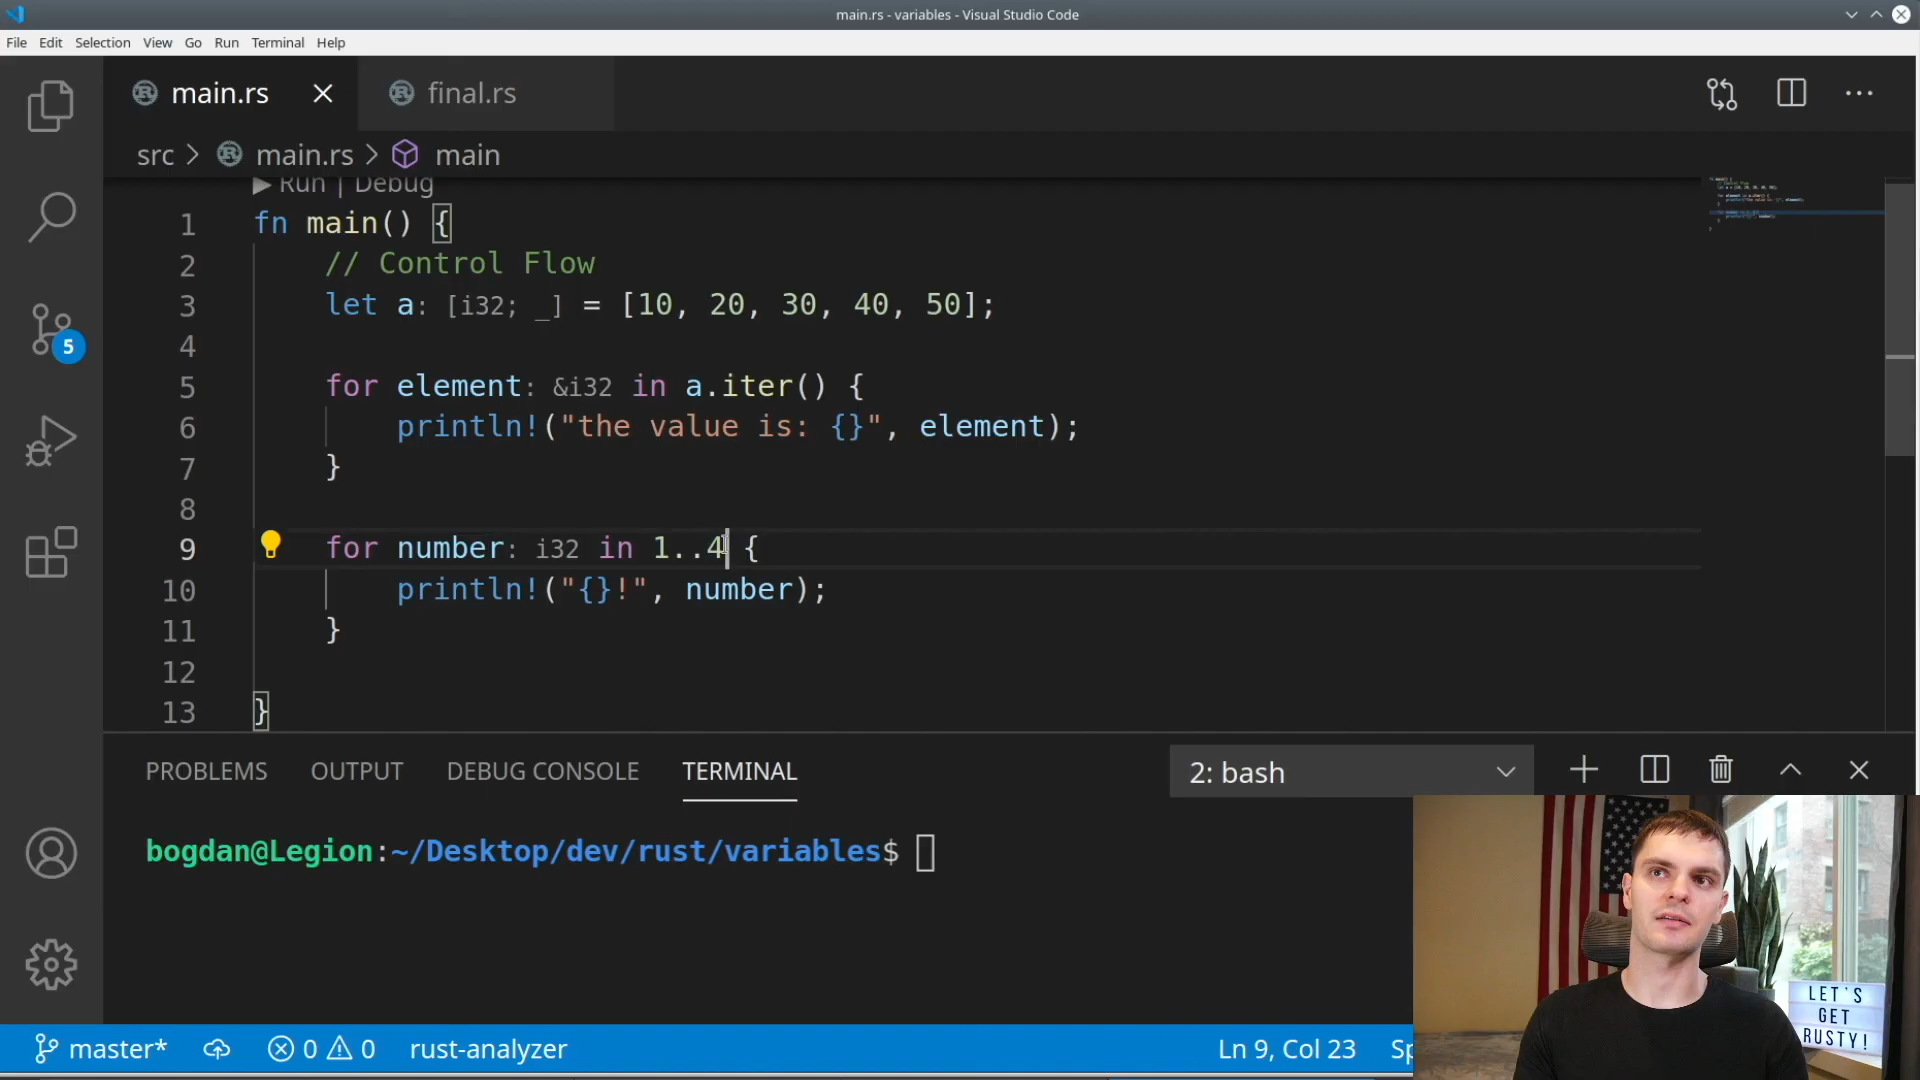 main.rs - variables - Visual Studio Code
File Edit Selection View Go Run Terminal Help
main.rs final.rs
src > main.rs > main
Run | Debug
1 fn main() {
2 // Control Flow
3 let a: [i32; _] = [10, 20, 30, 40, 50];
4
5 for element: &i32 in a.iter() {
6 println!("the value is: {}", element);
7 }
8
9 for number: i32 in 1..4 {
10 println!("{}!", number);
11 }
12
13 }
5
PROBLEMS OUTPUT DEBUG CONSOLE TERMINAL 2: bash
bogdan@Legion:~/Desktop/dev/rust/variables$
LET'S
GET
RUSTY!
master* 0 0 rust-analyzer Ln 9, Col 23